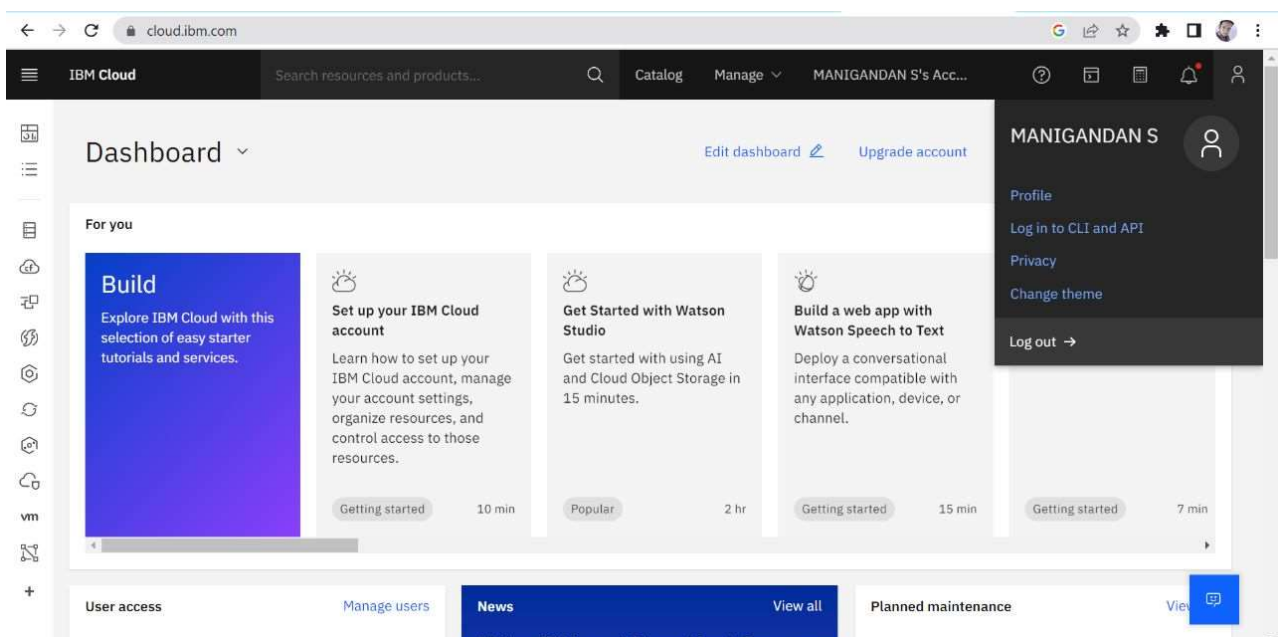 cloud.ibm.com
IBM Cloud
Search resources and products...
Catalog
Manage
MANIGANDAN S's Acc...
MANIGANDAN S
Profile
Log in to CLI and API
Privacy
Change theme
Log out →
Dashboard
Edit dashboard
Upgrade account
For you
Build
Explore IBM Cloud with this
selection of easy starter
tutorials and services.
Set up your IBM Cloud
account
Learn how to set up your
IBM Cloud account, manage
your account settings,
organize resources, and
control access to those
resources.
Getting started
10 min
Get Started with Watson
Studio
Get started with using AI
and Cloud Object Storage in
15 minutes.
Popular
2 hr
Build a web app with
Watson Speech to Text
Deploy a conversational
interface compatible with
any application, device, or
channel.
Getting started
15 min
Getting started
7 min
vm
User access
Manage users
News
View all
Planned maintenance